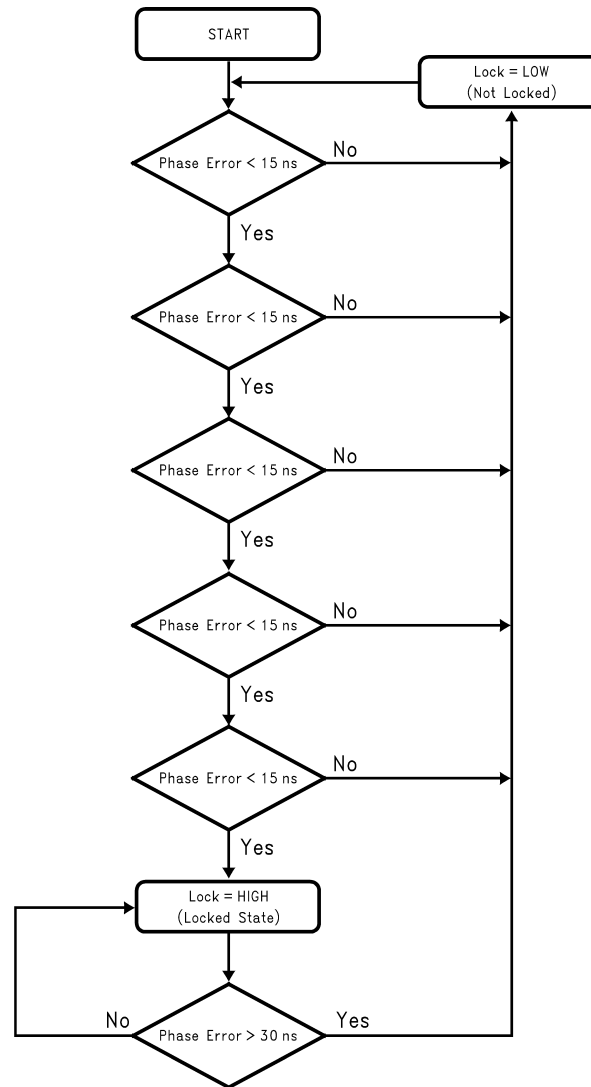 START
Lock = LOW
(Not Locked)
Phase Error < 15 ns
No
Yes
Phase Error < 15 ns
No
Yes
Phase Error < 15 ns
No
Yes
Phase Error < 15 ns
No
Yes
Phase Error < 15 ns
No
Yes
Lock = HIGH
(Locked State)
No
Phase Error > 30 ns
Yes